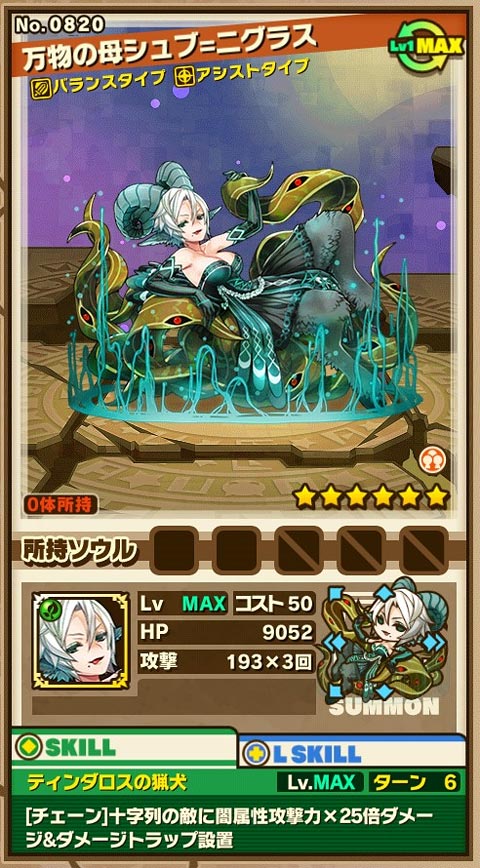 No.0820
万物の母シュブ=ニグラス
バランスタイプ アシストタイプ
Lv1 MAX
0体所持
所持ソウル
Lv MAX コスト50
HP 9052
攻撃 193×3回
SUMMON
SKILL
L SKILL
ティンダロスの猟犬 Lv.MAX ターン 6
[チェーン]十字列の敵に闇属性攻撃力×25倍ダメー
ジ&ダメージトラップ設置